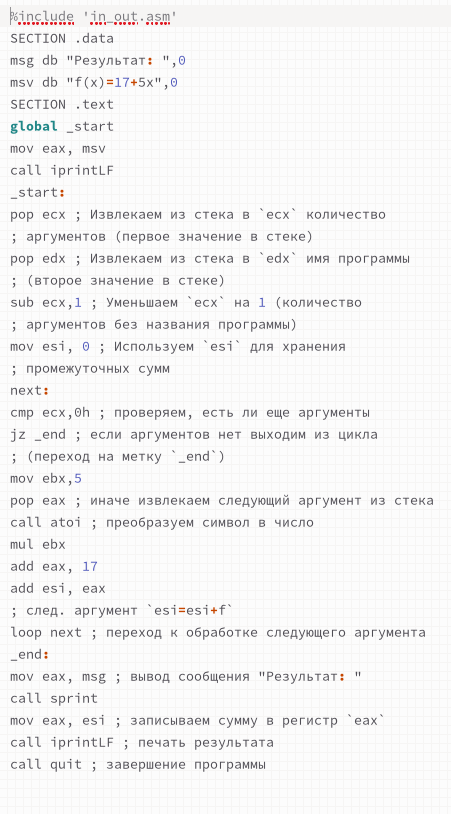 %include 'in_out.asm'
SECTION .data
msg db "Результат: ",0
msv db "f(x)=17+5x",0
SECTION .text
global _start
mov eax, msv
call iprintLF
_start:
pop ecx ; Извлекаем из стека в `ecx` количество
; аргументов (первое значение в стеке)
pop edx ; Извлекаем из стека в `edx` имя программы
; (второе значение в стеке)
sub ecx,1 ; Уменьшаем `ecx` на 1 (количество
; аргументов без названия программы)
mov esi, 0 ; Используем `esi` для хранения
; промежуточных сумм
next:
cmp ecx,0h ; проверяем, есть ли еще аргументы
jz _end ; если аргументов нет выходим из цикла
; (переход на метку `_end`)
mov ebx,5
pop eax ; иначе извлекаем следующий аргумент из стека
call atoi ; преобразуем символ в число
mul ebx
add eax, 17
add esi, eax
; след. аргумент `esi=esi+f`
loop next ; переход к обработке следующего аргумента
_end:
mov eax, msg ; вывод сообщения "Результат: "
call sprint
mov eax, esi ; записываем сумму в регистр `eax`
call iprintLF ; печать результата
call quit ; завершение программы